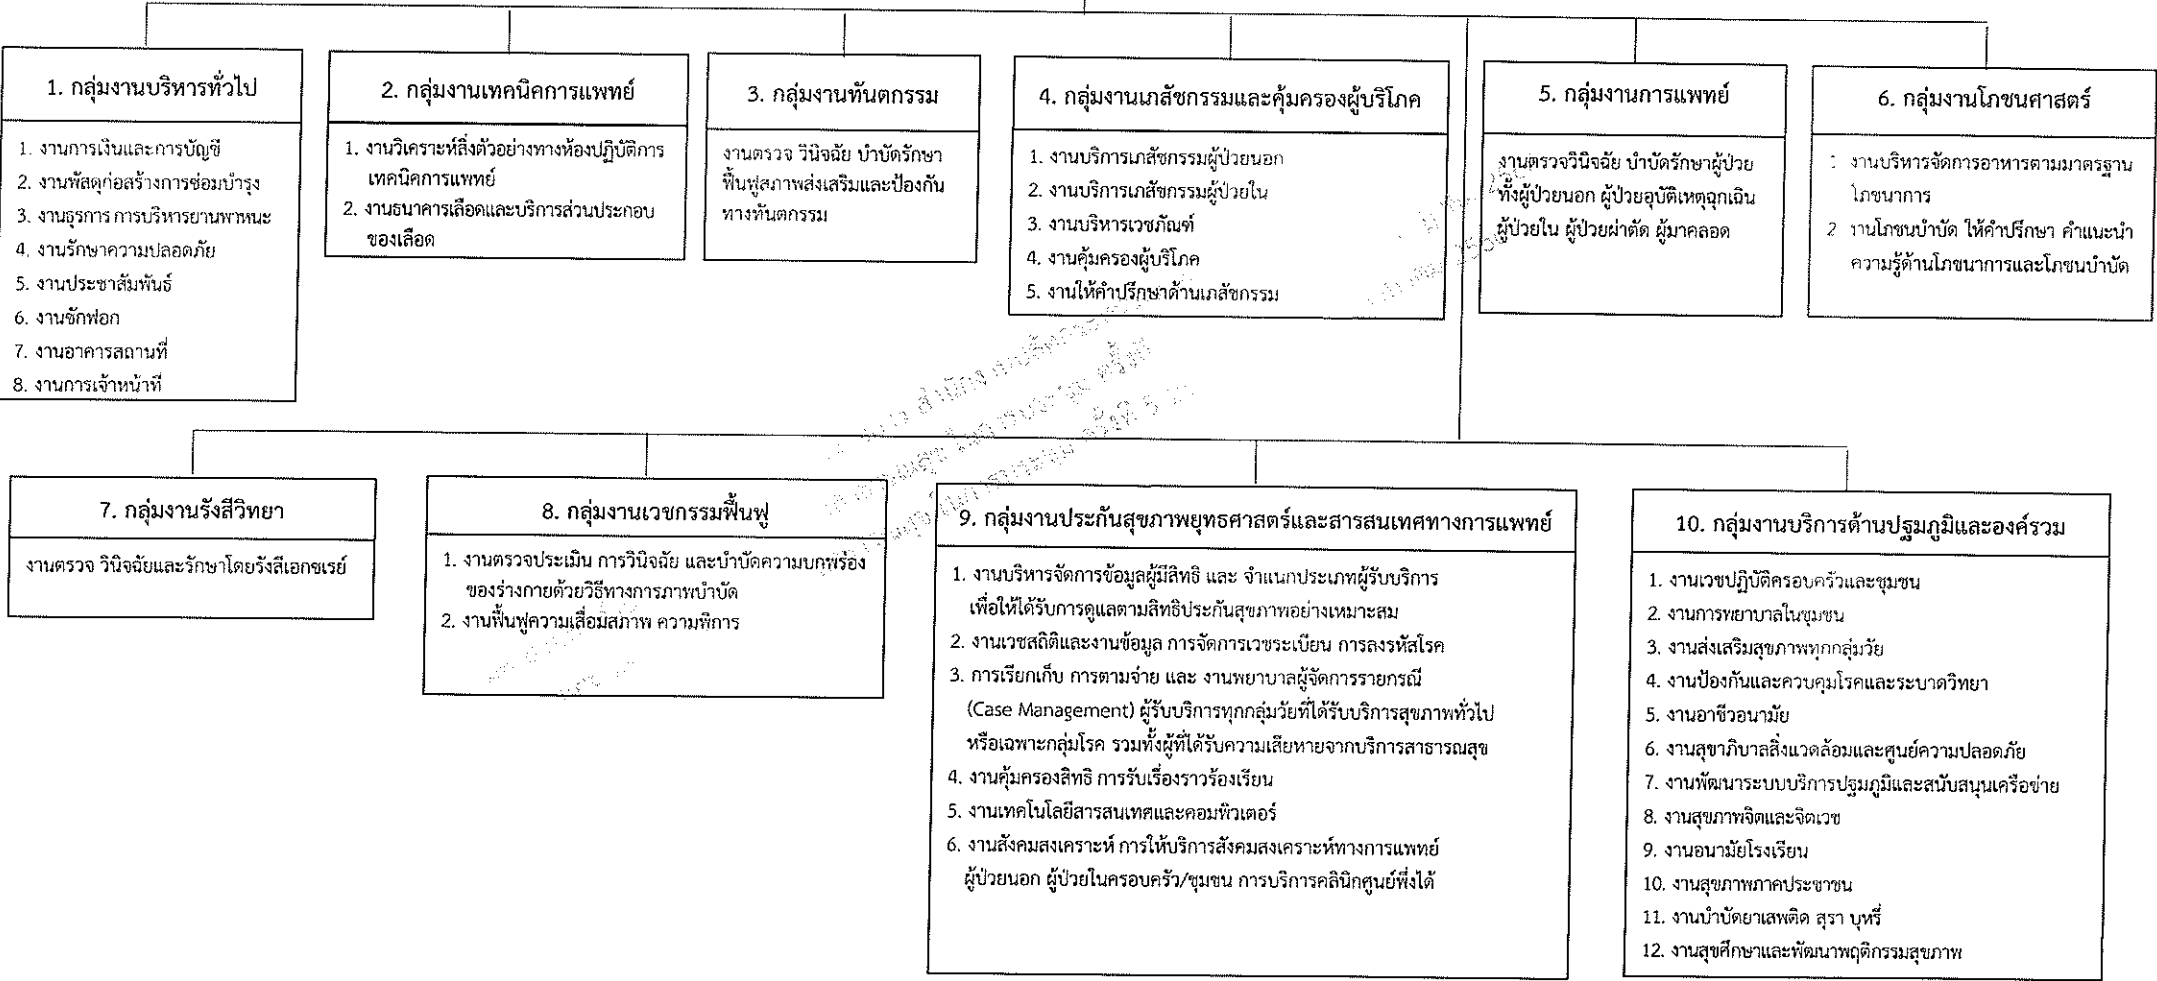 1. กลุ่มงานบริหารทั่วไป
1. งานการเงินและการบัญชี
2. งานพัสดุก่อสร้างการซ่อมบำรุง
3. งานธุรการ การบริหารยานพาหนะ
4. งานรักษาความปลอดภัย
5. งานประชาสัมพันธ์
6. งานซักฟอก
7. งานอาคารสถานที่
8. งานการเจ้าหน้าที่
2. กลุ่มงานเทคนิคการแพทย์
1. งานวิเคราะห์สิ่งตัวอย่างทางห้องปฏิบัติการ
เทคนิคการแพทย์
2. งานธนาคารเลือดและบริการส่วนประกอบ
ของเลือด
3. กลุ่มงานทันตกรรม
งานตรวจ วินิจฉัย บำบัดรักษา
ฟื้นฟูสภาพส่งเสริมและป้องกัน
ทางทันตกรรม
4. กลุ่มงานเภสัชกรรมและคุ้มครองผู้บริโภค
1. งานบริการเภสัชกรรมผู้ป่วยนอก
2. งานบริการเภสัชกรรมผู้ป่วยใน
3. งานบริหารเวชภัณฑ์
4. งานคุ้มครองผู้บริโภค
5. งานให้คำปรึกษาด้านเภสัชกรรม
5. กลุ่มงานการแพทย์
งานตรวจวินิจฉัย บำบัดรักษาผู้ป่วย
ทั้งผู้ป่วยนอก ผู้ป่วยอุบัติเหตุฉุกเฉิน
ผู้ป่วยใน ผู้ป่วยผ่าตัด ผู้มาคลอด
6. กลุ่มงานโภชนศาสตร์
1 งานบริหารจัดการอาหารตามมาตรฐาน
โภชนาการ
2 งานโภชนบำบัด ให้คำปรึกษา คำแนะนำ
ความรู้ด้านโภชนาการและโภชนบำบัด
7. กลุ่มงานรังสีวิทยา
งานตรวจ วินิจฉัยและรักษาโดยรังสีเอกซเรย์
8. กลุ่มงานเวชกรรมฟื้นฟู
1. งานตรวจประเมิน การวินิจฉัย และบำบัดความบกพร่อง
ของร่างกายด้วยวิธีทางการภาพบำบัด
2. งานฟื้นฟูความเสื่อมสภาพ ความพิการ
9. กลุ่มงานประกันสุขภาพยุทธศาสตร์และสารสนเทศทางการแพทย์
1. งานบริหารจัดการข้อมูลผู้มีสิทธิ และ จำแนกประเภทผู้รับบริการ
เพื่อให้ได้รับการดูแลตามสิทธิประกันสุขภาพอย่างเหมาะสม
2. งานเวชสถิติและงานข้อมูล การจัดการเวชระเบียน การลงรหัสโรค
3. การเรียกเก็บ การตามจ่าย และ งานพยาบาลผู้จัดการรายกรณี
(Case Management) ผู้รับบริการทุกกลุ่มวัยที่ได้รับบริการสุขภาพทั่วไป
หรือเฉพาะกลุ่มโรค รวมทั้งผู้ที่ได้รับความเสียหายจากบริการสาธารณสุข
4. งานคุ้มครองสิทธิ การรับเรื่องราวร้องเรียน
5. งานเทคโนโลยีสารสนเทศและคอมพิวเตอร์
6. งานสังคมสงเคราะห์ การให้บริการสังคมสงเคราะห์ทางการแพทย์
ผู้ป่วยนอก ผู้ป่วยในครอบครัว/ชุมชน การบริการคลินิกศูนย์พึ่งได้
10. กลุ่มงานบริการด้านปฐมภูมิและองค์รวม
1. งานเวชปฏิบัติครอบครัวและชุมชน
2. งานการพยาบาลในชุมชน
3. งานส่งเสริมสุขภาพทุกกลุ่มวัย
4. งานป้องกันและควบคุมโรคและระบาดวิทยา
5. งานอาชีวอนามัย
6. งานสุขาภิบาลสิ่งแวดล้อมและศูนย์ความปลอดภัย
7. งานพัฒนาระบบบริการปฐมภูมิและสนับสนุนเครือข่าย
8. งานสุขภาพจิตและจิตเวช
9. งานอนามัยโรงเรียน
10. งานสุขภาพภาคประชาชน
11. งานบำบัดยาเสพติด สุรา บุหรี่
12. งานสุขศึกษาและพัฒนาพฤติกรรมสุขภาพ